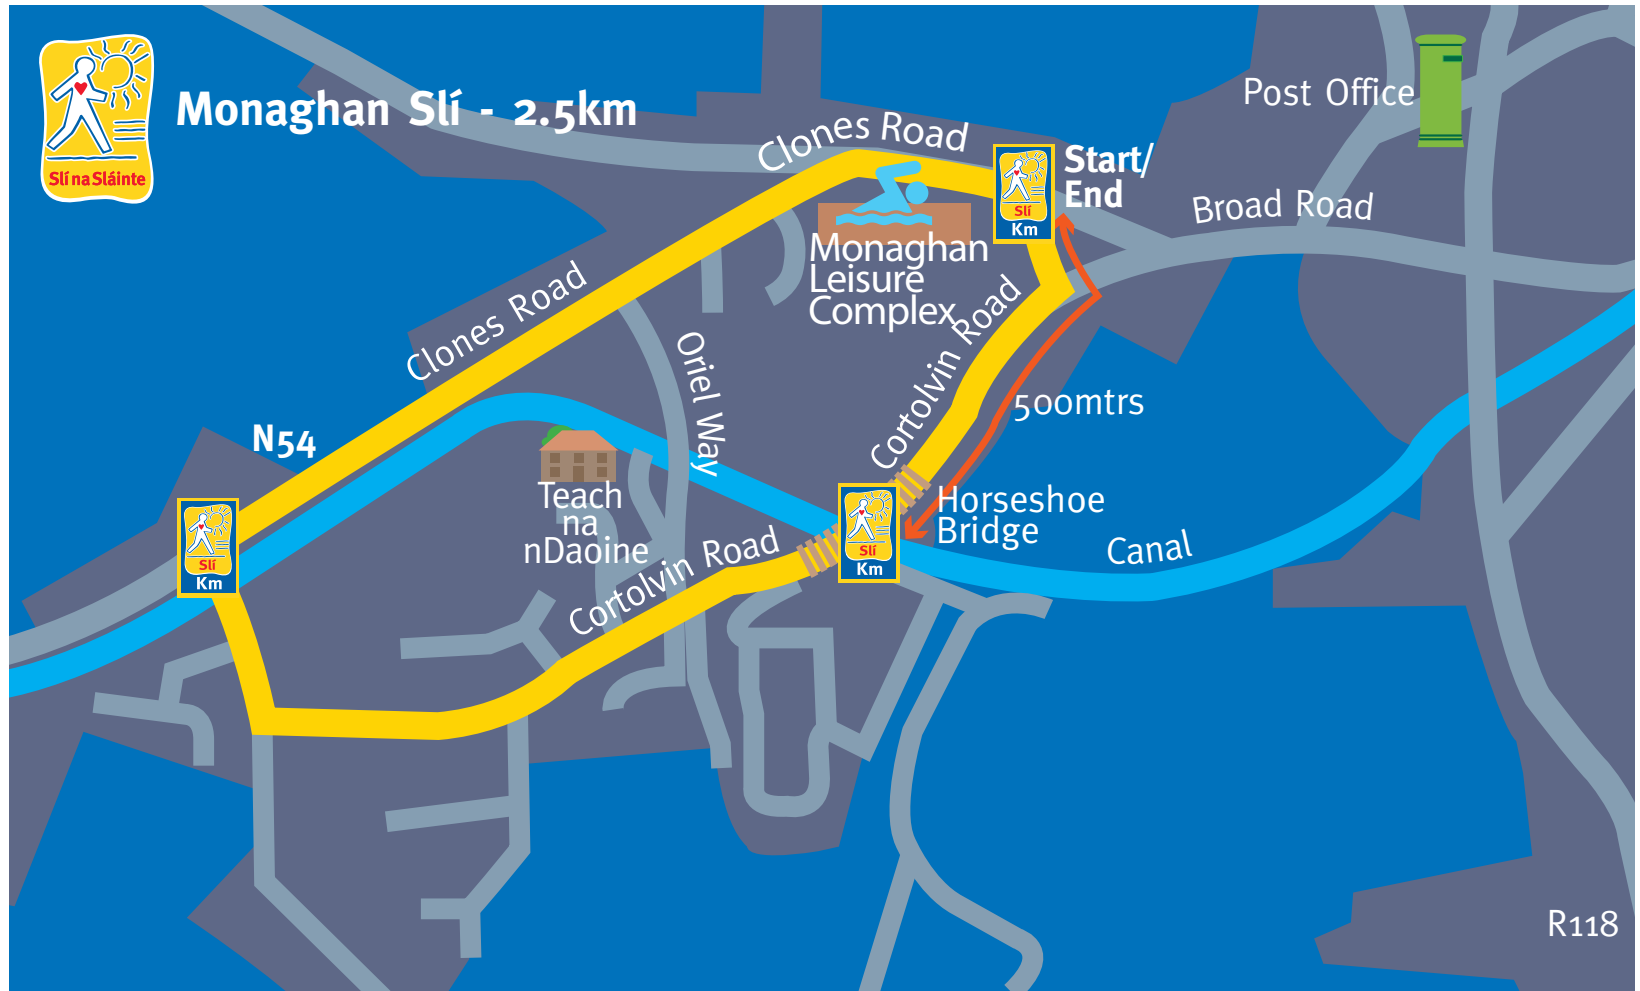 Monaghan Slí - 2.5km
Slí na Sláinte
Post Office
Clones Road
Start/
End
Slí
Km
Broad Road
Monaghan
Leisure
Complex
Clones Road
Cortolvin Road
Oriel Way
500mtrs
N54
Teach
na
nDaoine
Horseshoe
Bridge
Slí
Km
Slí
Km
Canal
Cortolvin Road
R118